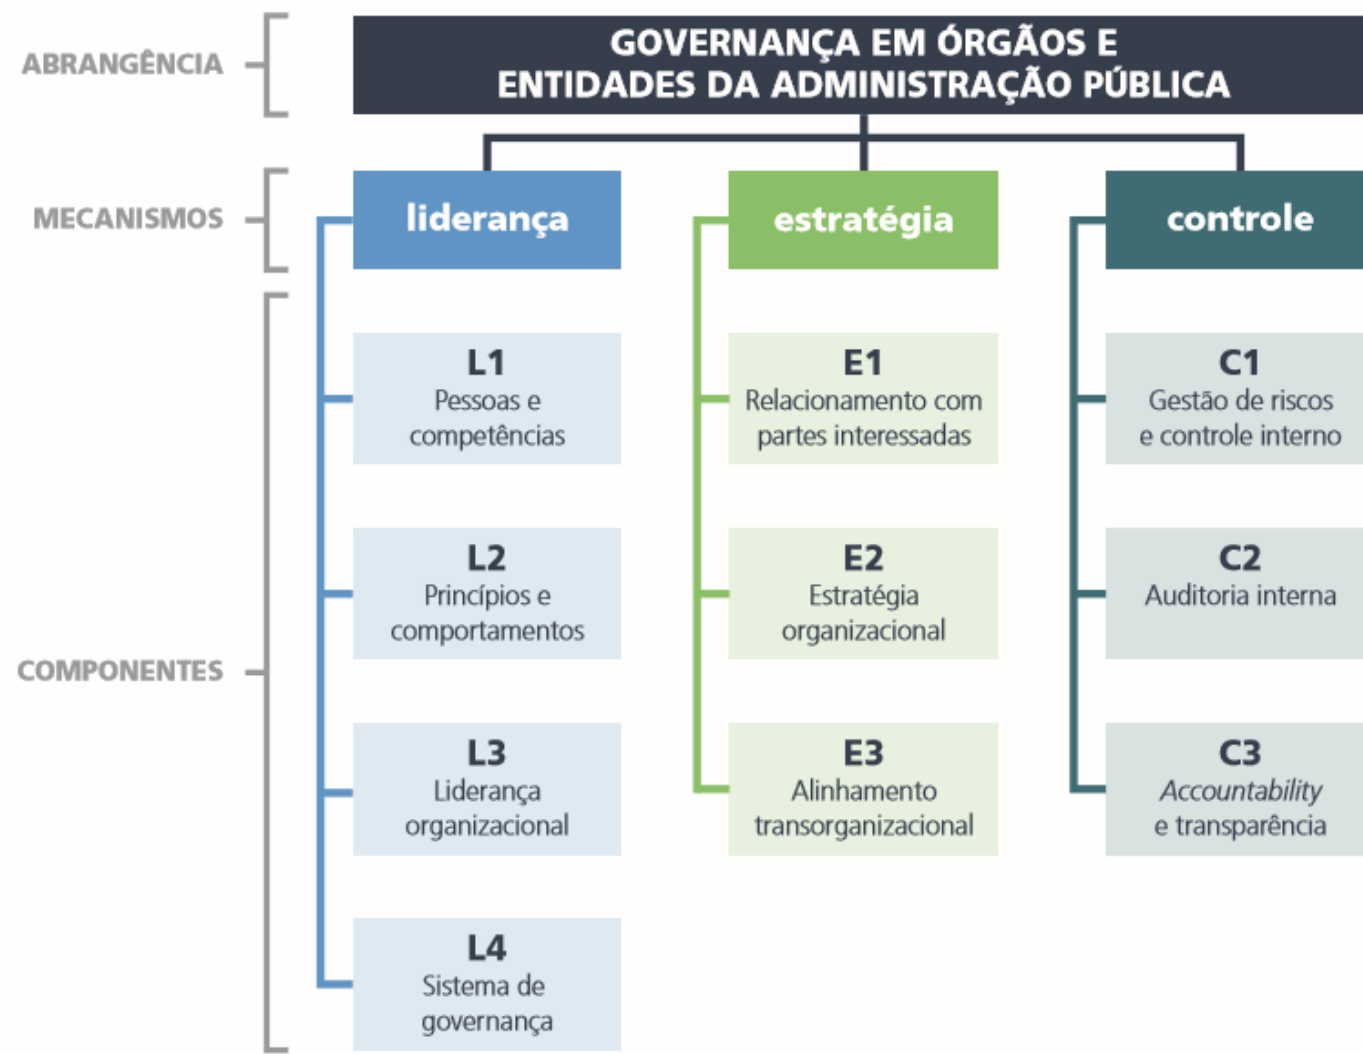 ABRANGÊNCIA
GOVERNANÇA EM ÓRGÃOS E
ENTIDADES DA ADMINISTRAÇÃO PÚBLICA
MECANISMOS
liderança
estratégia
controle
COMPONENTES
L1
Pessoas e
competências
L2
Princípios e
comportamentos
L3
Liderança
organizacional
L4
Sistema de
governança
E1
Relacionamento com
partes interessadas
E2
Estratégia
organizacional
E3
Alinhamento
transorganizacional
C1
Gestão de riscos
e controle interno
C2
Auditoria interna
C3
Accountability
e transparência